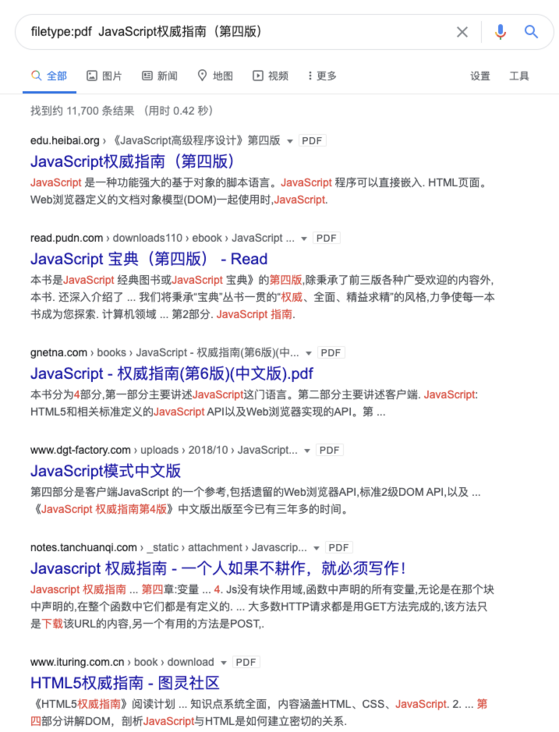 filetype:pdf JavaScript权威指南（第四版）
全部 图片 新闻 地图 视频 更多 设置 工具
找到约 11,700 条结果 （用时 0.42 秒）
edu.heibai.org › 《JavaScript高级程序设计》第四版 PDF
JavaScript权威指南（第四版）
JavaScript 是一种功能强大的基于对象的脚本语言。JavaScript 程序可以直接嵌入. HTML页面。
Web浏览器定义的文档对象模型(DOM)一起使用时,JavaScript.
read.pudn.com › downloads110 › ebook › JavaScript ... PDF
JavaScript 宝典（第四版） - Read
本书是JavaScript 经典图书或JavaScript 宝典》的第四版,除秉承了前三版各种广受欢迎的内容外,
本书. 还深入介绍了 ... 我们将秉承“宝典”丛书一贯的“权威、全面、精益求精”的风格,力争使每一本
书成为您探索. 计算机领域 ... 第2部分. JavaScript 指南.
gnetna.com › books › JavaScript - 权威指南(第6版)(中... PDF
JavaScript - 权威指南(第6版)(中文版).pdf
本书分为4部分,第一部分主要讲述JavaScript这门语言。第二部分主要讲述客户端. JavaScript:
HTML5和相关标准定义的JavaScript API以及Web浏览器实现的API。第 ...
www.dgt-factory.com › uploads › 2018/10 › JavaScript... PDF
JavaScript模式中文版
第四部分是客户端JavaScript 的一个参考,包括遗留的Web浏览器API,标准2级DOM API,以及 ...
《JavaScript 权威指南第4版》中文版出版至今已有三年多的时间。
notes.tanchuanqi.com › _static › attachment › Javascrip... PDF
Javascript 权威指南 - 一个人如果不耕作，就必须写作！
Javascript 权威指南 ... 第四章:变量 ... 4. Js没有块作用域,函数中声明的所有变量,无论是在那个块
中声明的,在整个函数中它们都是有定义的. ... 大多数HTTP请求都是用GET方法完成的,该方法只
是下载该URL的内容,另一个有用的方法是POST,.
www.ituring.com.cn › book › download PDF
HTML5权威指南 - 图灵社区
《HTML5权威指南》阅读计划 ... 知识点系统全面，内容涵盖HTML、CSS、JavaScript. 2. ... 第
四部分讲解DOM，剖析JavaScript与HTML是如何建立密切的关系.